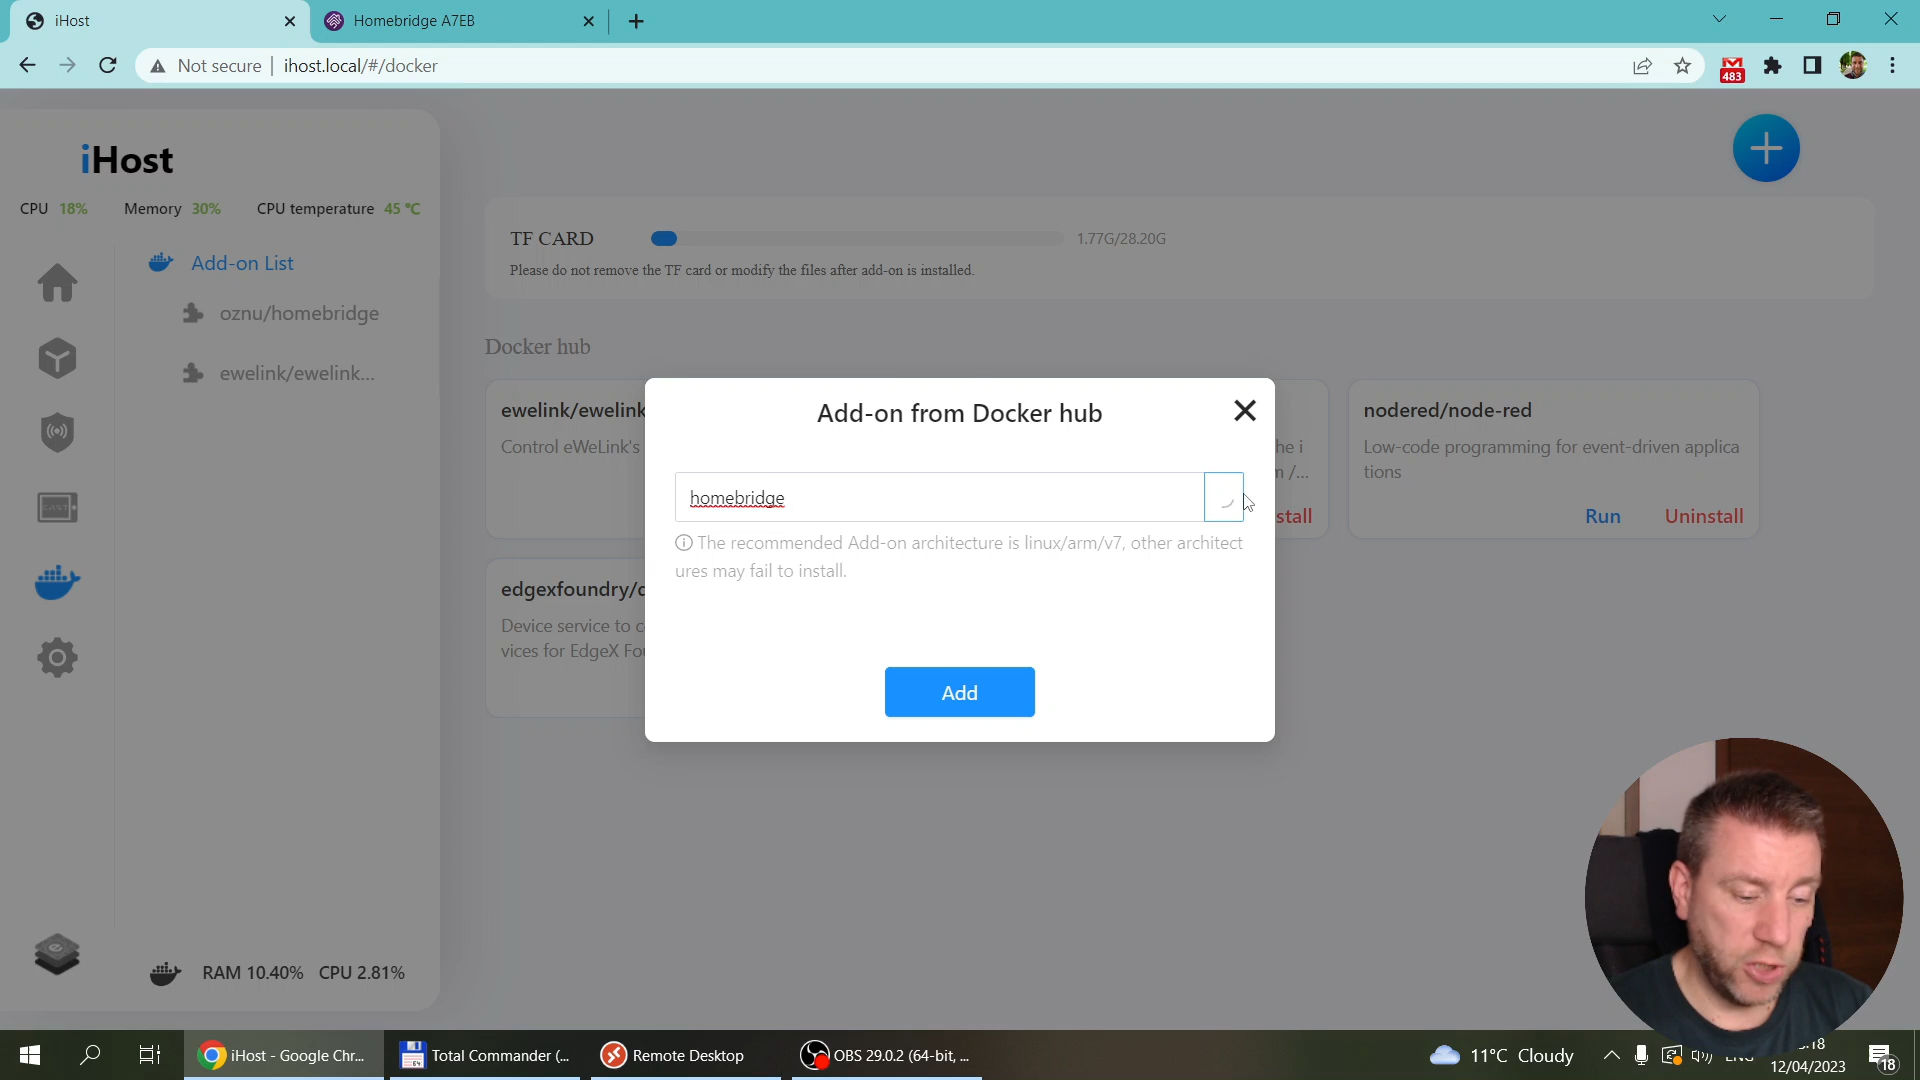 iHost
Homebridge A7EB
Not secure
ihost.local/#/docker
483
iHost
CPU 18% Memory 30% CPU temperature 45 ℃
TF CARD
1.77G/28.20G
Please do not remove the TF card or modify the files after add-on is installed.
Add-on List
oznu/homebridge
ewelink/ewelink...
CAST
Docker hub
ewelink/ewelink
Control eWeLink's
he i
n /...
stall
nodered/node-red
Low-code programming for event-driven applica
tions
Run Uninstall
edgexfoundry/c
Device service to c
vices for EdgeX Fou
Add-on from Docker hub
homebridge
The recommended Add-on architecture is linux/arm/v7, other architect
ures may fail to install.
Add
RAM 10.40% CPU 2.81%
iHost - Google Chr...
Total Commander (...
Remote Desktop
OBS 29.0.2 (64-bit, ...
11°C Cloudy
:18
12/04/2023
18